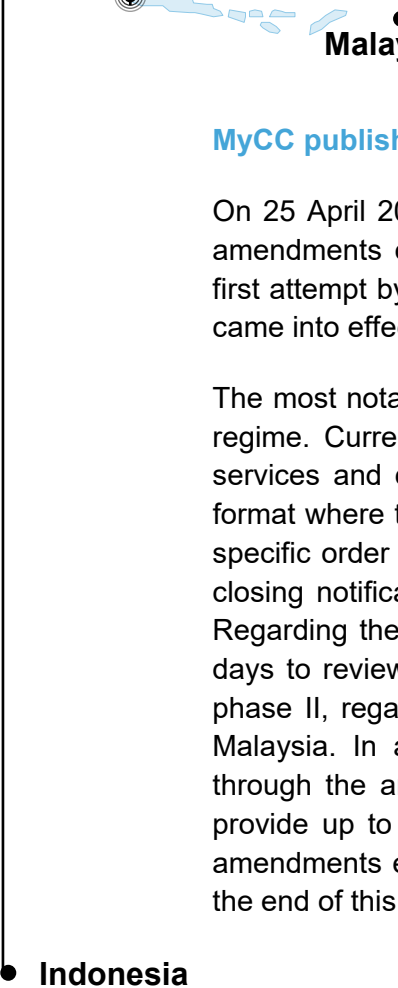 Malay
MyCC publish
On 25 April 20
amendments
first attempt by
came into effe
The most nota
regime. Curre
services and
format where t
specific order
closing notifica
Regarding the
days to review
phase II, rega
Malaysia. In a
through the a
provide up to
amendments e
the end of this
Indonesia